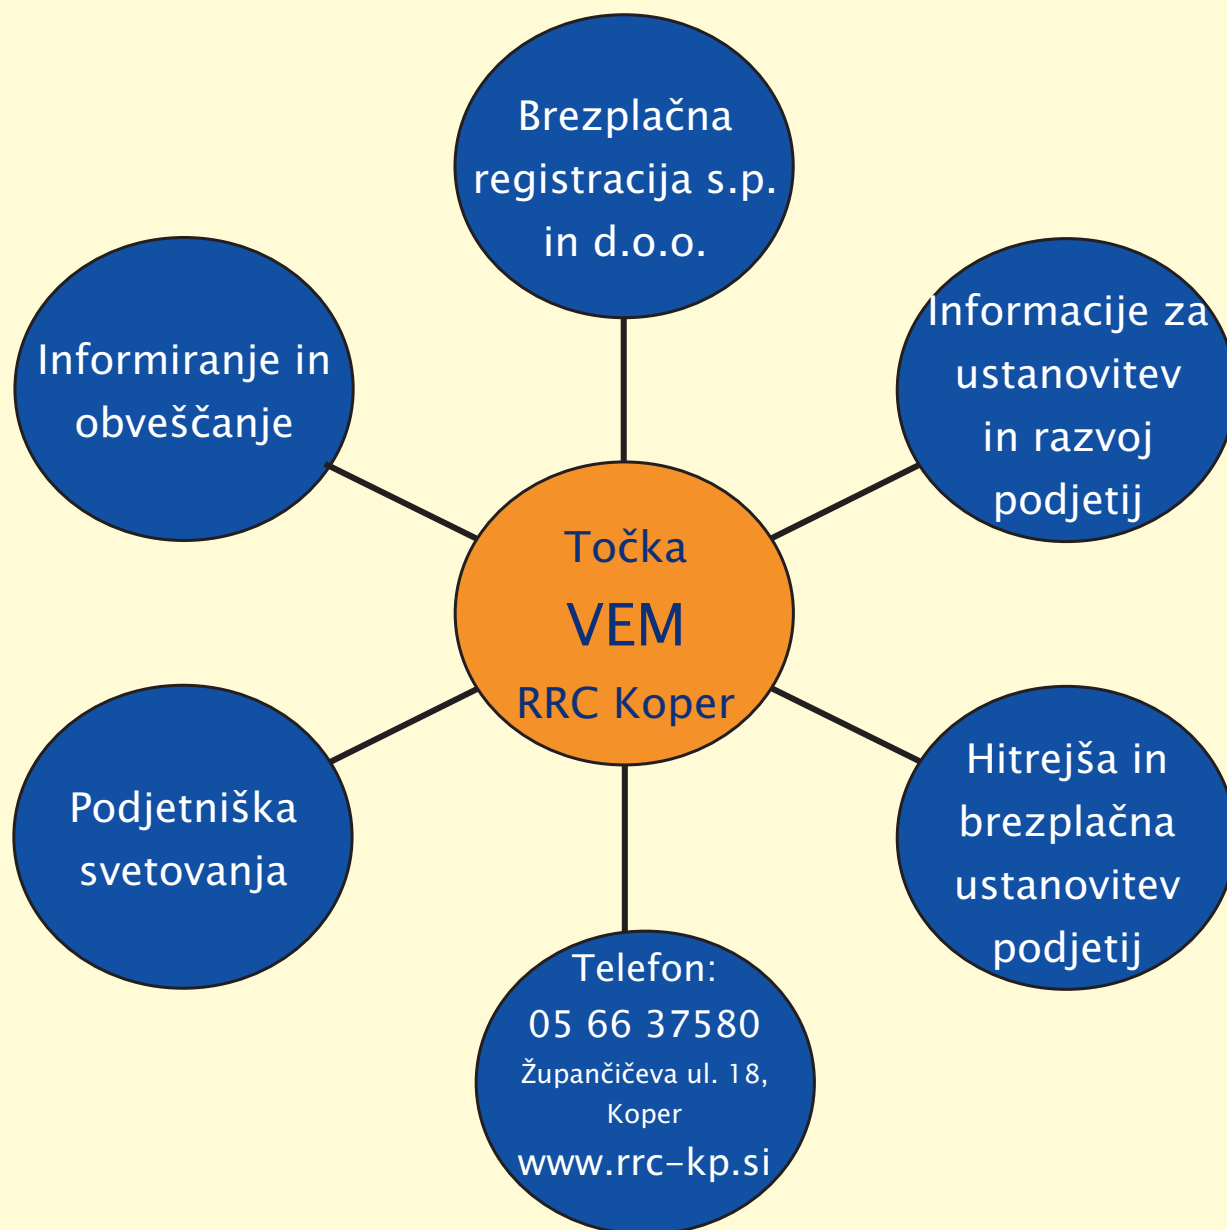 Brezplačna
registracija s.p.
in d.o.o.
Informacije za
ustanovitev
in razvoj
podjetij
Informiranje in
obveščanje
Točka
VEM
RRC Koper
Hitrejša in
brezplačna
ustanovitev
podjetij
Podjetniška
svetovanja
Telefon:
05 66 37580
Župančičeva ul. 18,
Koper
www.rrc-kp.si